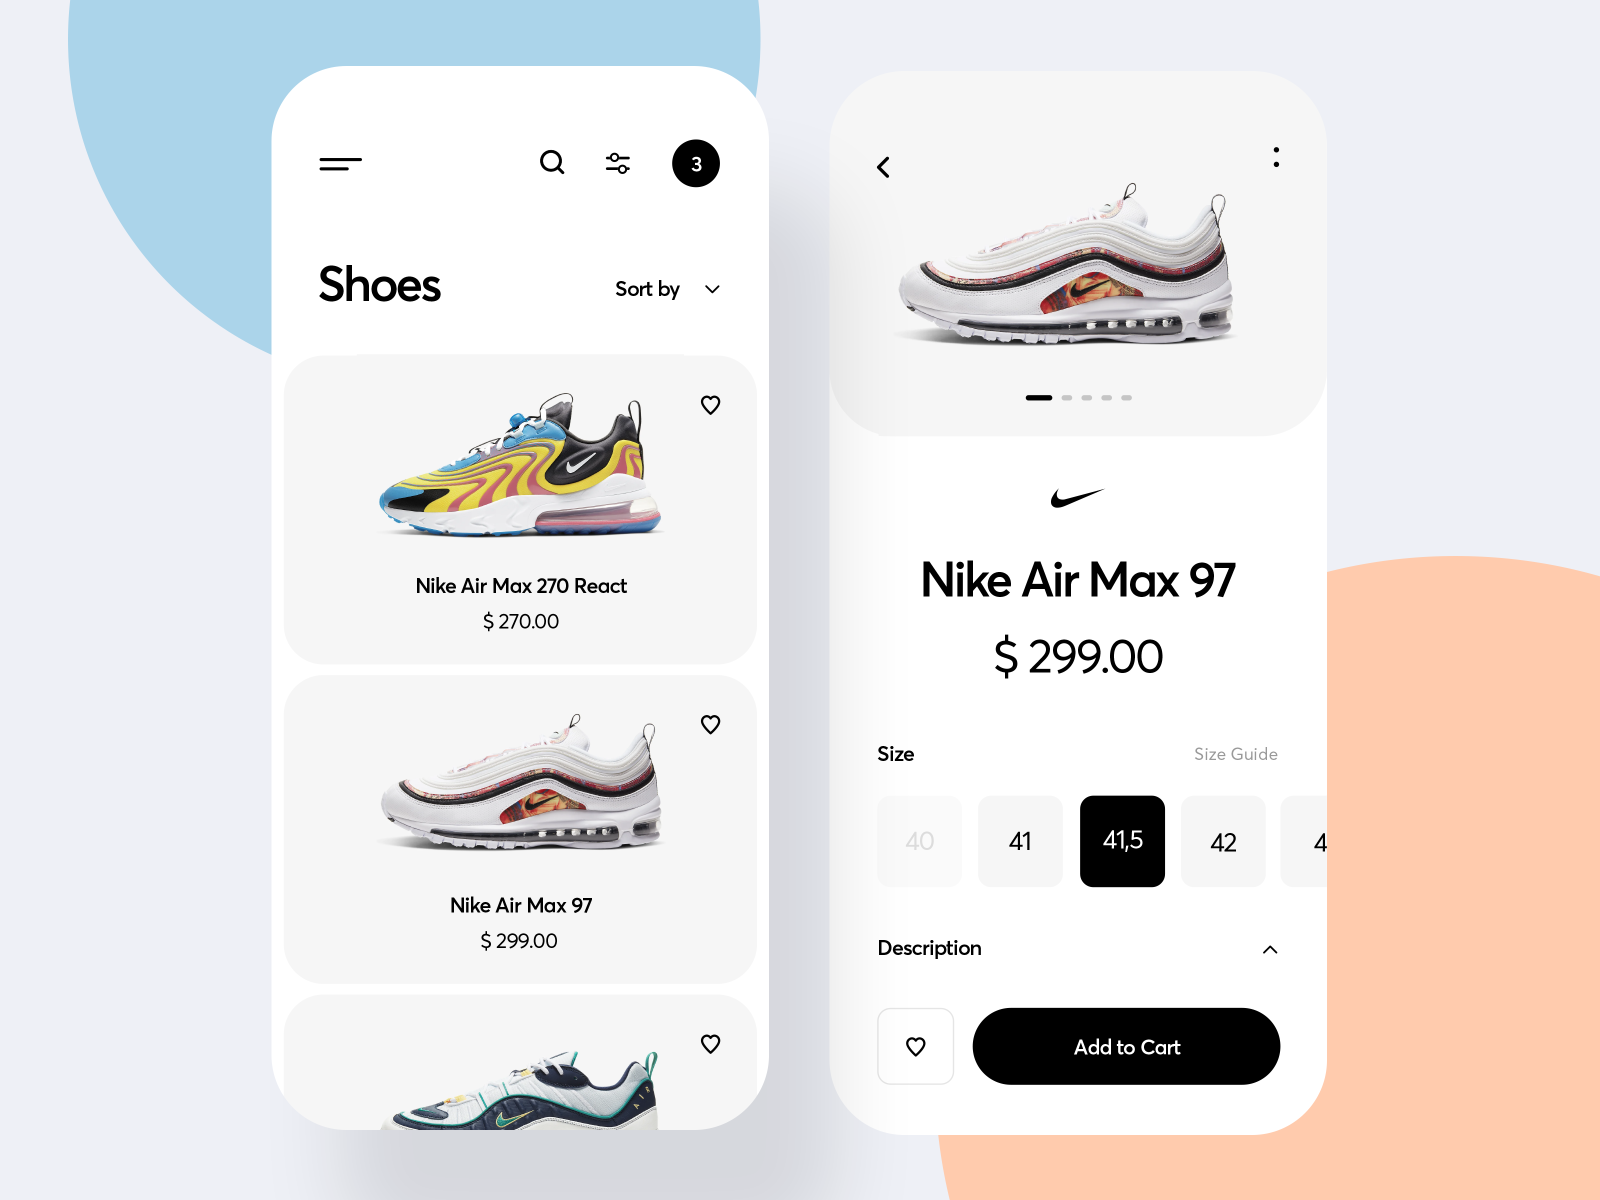 3
Shoes
Sort by
Nike Air Max 270 React
$ 270.00
Nike Air Max 97
$ 299.00
AIR
Nike Air Max 97
$ 299.00
Size
Size Guide
40
41
41,5
42
4
Description
Add to Cart